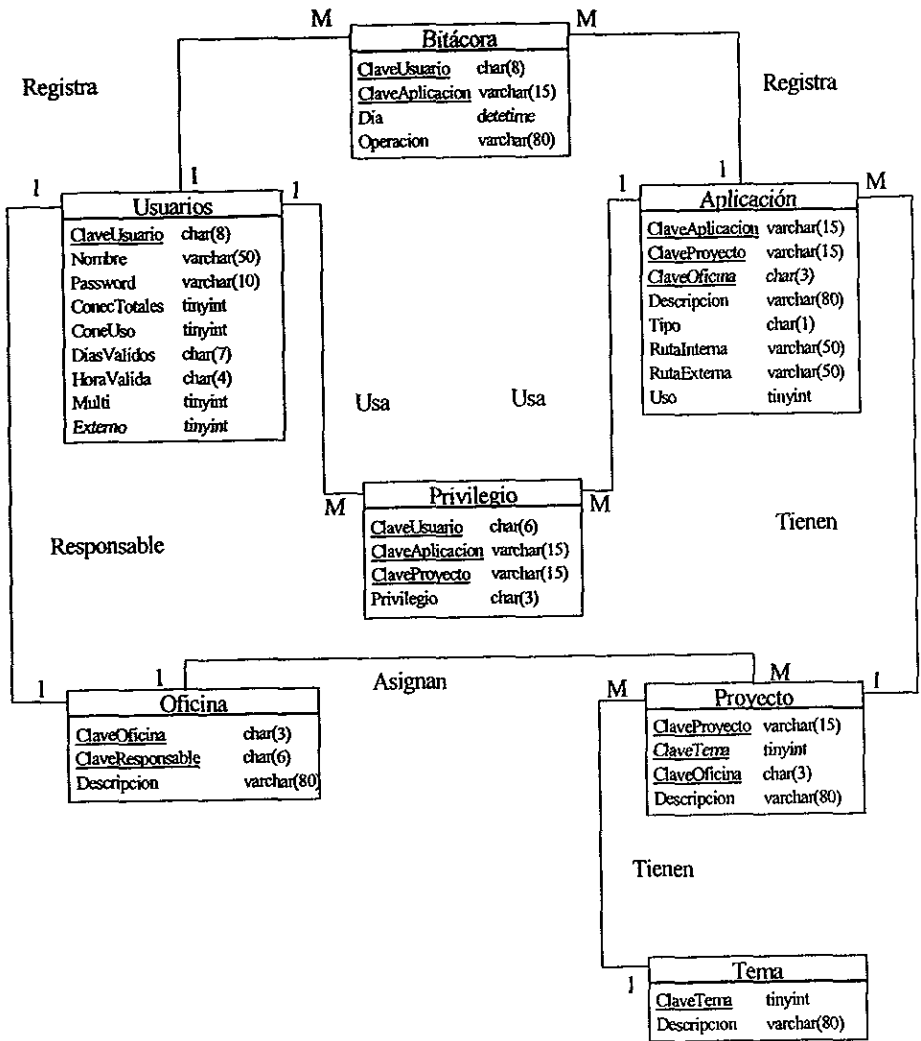 M
M
Bitácora
ClaveUsuario char(8)
ClaveAplicacion varchar(15)
Día detetime
Operacion varchar(80)
Registra
Registra
1
1
1
1
1
M
Usuarios
ClaveUsuario char(8)
Nombre varchar(50)
Password varchar(10)
ConecTotales tinyint
ConeUso tinyint
DiasValidos char(7)
HoraValida char(4)
Multi tinyint
Externo tinyint
Aplicación
ClaveAplicacion varchar(15)
ClaveProyecto varchar(15)
ClaveOficina char(3)
Descripcion varchar(80)
Tipo char(1)
RutaInterna varchar(50)
RutaExterna varchar(50)
Uso tinyint
Usa
Usa
M
M
Privilegio
ClaveUsuario char(6)
ClaveAplicacion varchar(15)
ClaveProyecto varchar(15)
Privilegio char(3)
Responsable
Tienen
1
1
Asignan
M
M
1
Oficina
ClaveOficina char(3)
ClaveResponsable char(6)
Descripcion varchar(80)
Proyecto
ClaveProyecto varchar(15)
ClaveTema tinyint
ClaveOficina char(3)
Descripcion varchar(80)
Tienen
1
Tema
ClaveTema tinyint
Descripcion varchar(80)